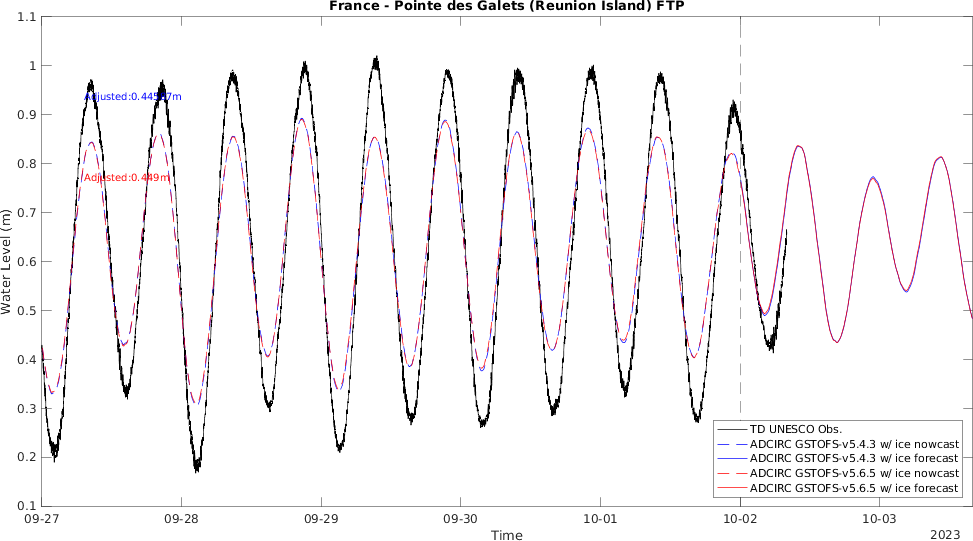 France - Pointe des Galets (Reunion Island) FTP
1.1
1
0.9
0.8
0.7
0.6
0.5
0.4
0.3
0.2
0.1
Water Level (m)
Adjusted:0.449m
TD UNESCO Obs.
ADCIRC GSTOFS-v5.4.3 w/ ice nowcast
ADCIRC GSTOFS-v5.4.3 w/ ice forecast
ADCIRC GSTOFS-v5.6.5 w/ ice nowcast
ADCIRC GSTOFS-v5.6.5 w/ ice forecast
09-27
09-28
09-29
09-30
10-01
10-02
10-03
Time
2023